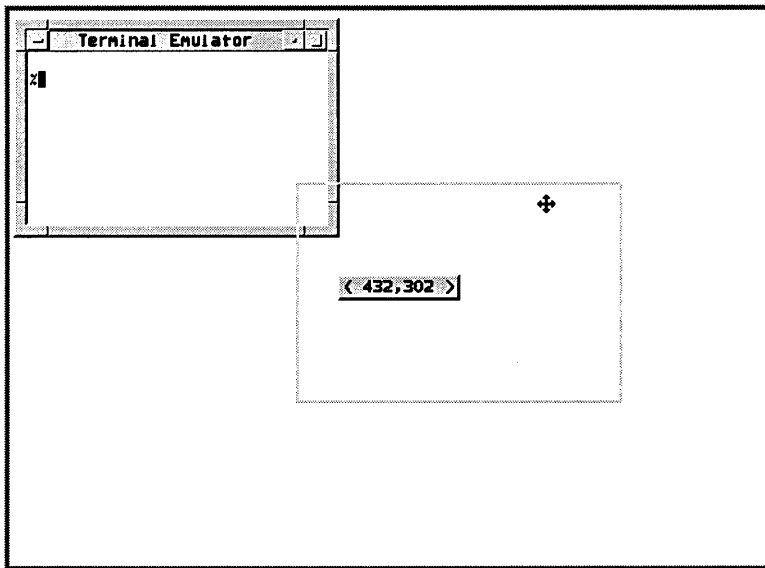 Terminal Emulator
%
( 432,302 )